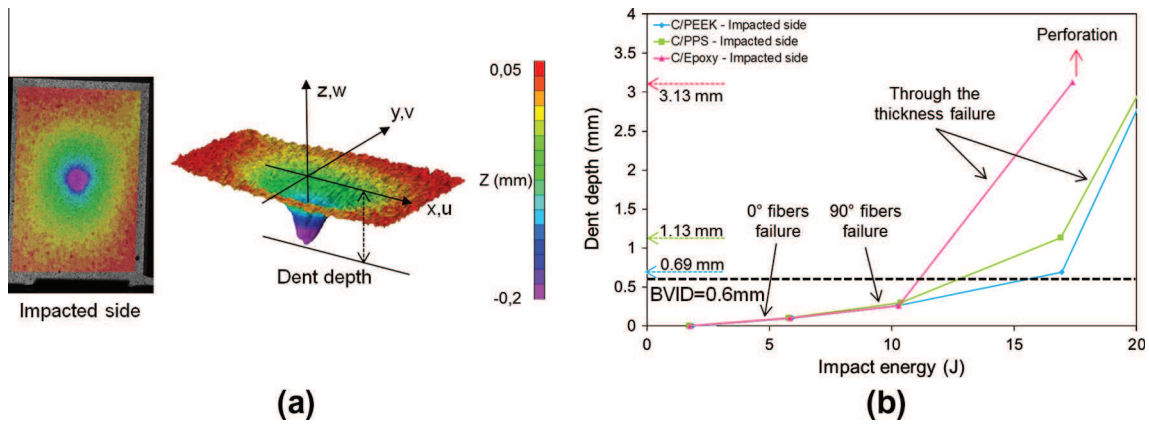 0,05
z,w
y,v
x,u
Z (mm)
-0,2
Dent depth
Impacted side
(a)
Dent depth (mm)
4
3.5
3
2.5
2
1.5
1
0.5
0
C/PEEK - Impacted side
C/PPS - Impacted side
C/Epoxy - Impacted side
Perforation
3.13 mm
Through the
thickness failure
0° fibers
failure
90° fibers
failure
1.13 mm
0.69 mm
BVID=0.6mm
0
5
10
15
20
Impact energy (J)
(b)